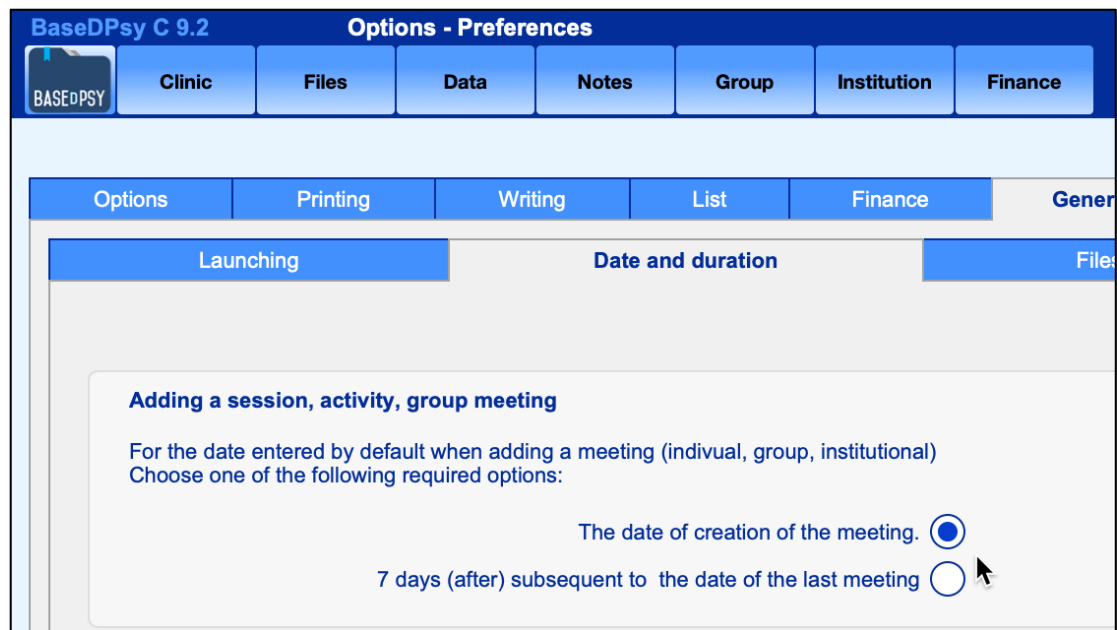 BaseDPsy C 9.2 Options - Preferences
BASEDPSY Clinic Files Data Notes Group Institution Finance
Options Printing Writing List Finance Gener
Launching Date and duration Files
Adding a session, activity, group meeting
For the date entered by default when adding a meeting (indivual, group, institutional)
Choose one of the following required options:
The date of creation of the meeting.
7 days (after) subsequent to the date of the last meeting